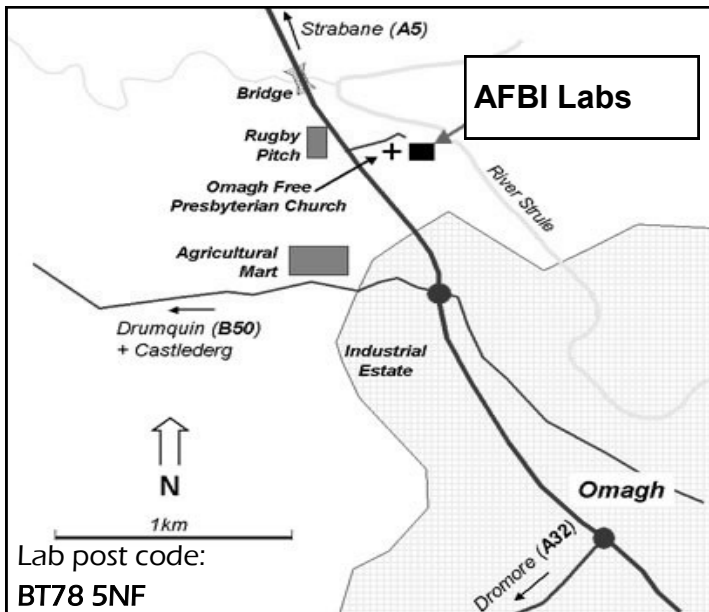 Strabane (A5)
Bridge
AFBI Labs
Rugby
Pitch
Omagh Free
Presbyterian Church
River Strule
Agricultural
Mart
Drumquin (B50)
+ Castlederg
Industrial
Estate
N
Omagh
1km
Dromore (A32)
Lab post code:
BT78 5NF